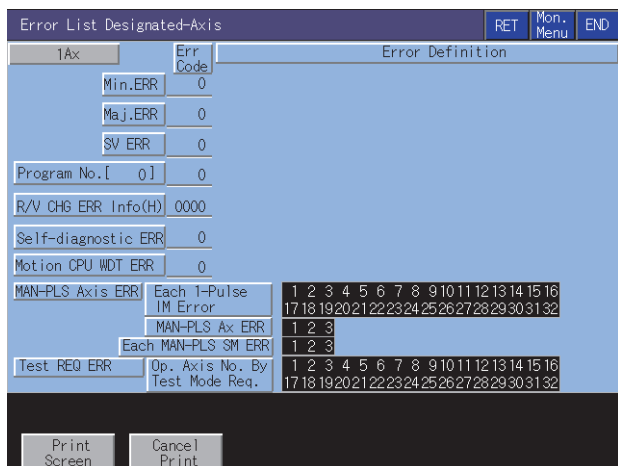 Error List Designated-Axis RET Mon. Menu END
1Ax Err Code Error Definition
Min.ERR 0
Maj.ERR 0
SV ERR 0
Program No.[ 0] 0
R/V CHG ERR Info(H) 0000
Self-diagnostic ERR 0
Motion CPU WDT ERR 0
MAN-PLS Axis ERR Each 1-Pulse 1 2 3 4 5 6 7 8 9 10 11 12 13 14 15 16
IM Error 17 18 19 20 21 22 23 24 25 26 27 28 29 30 31 32
MAN-PLS Ax ERR 1 2 3
Each MAN-PLS SM ERR 1 2 3
Test REQ ERR Op. Axis No. By 1 2 3 4 5 6 7 8 9 10 11 12 13 14 15 16
Test Mode Req. 17 18 19 20 21 22 23 24 25 26 27 28 29 30 31 32
Print Cancel
Screen Print